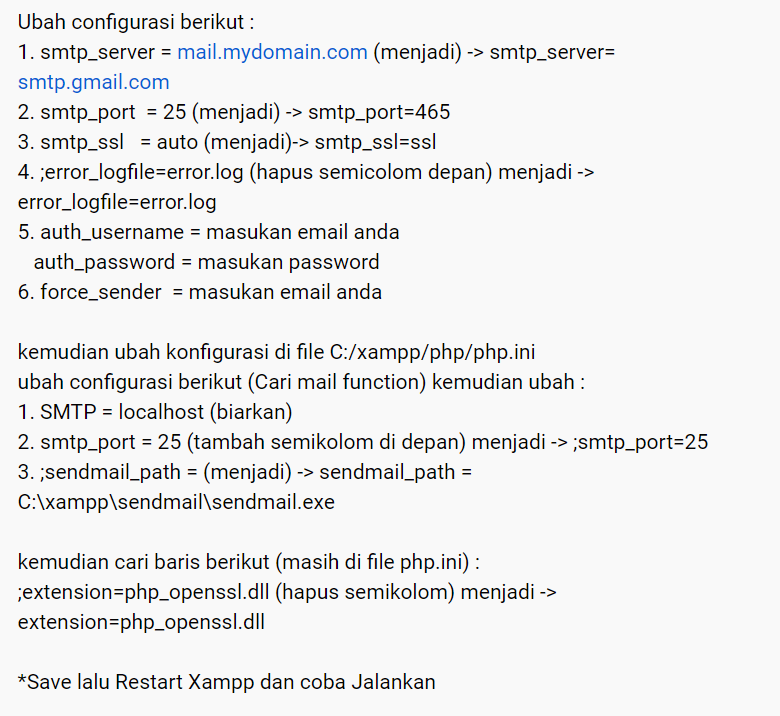 Ubah configurasi berikut :
1. smtp_server = mail.mydomain.com (menjadi) -> smtp_server=
smtp.gmail.com
2. smtp_port  = 25 (menjadi) -> smtp_port=465
3. smtp_ssl   = auto (menjadi)-> smtp_ssl=ssl
4. ;error_logfile=error.log (hapus semicolom depan) menjadi ->
error_logfile=error.log
5. auth_username = masukan email anda
   auth_password = masukan password
6. force_sender  = masukan email anda

kemudian ubah konfigurasi di file C:/xampp/php/php.ini
ubah configurasi berikut (Cari mail function) kemudian ubah :
1. SMTP = localhost (biarkan)
2. smtp_port = 25 (tambah semikolom di depan) menjadi -> ;smtp_port=25
3. ;sendmail_path = (menjadi) -> sendmail_path =
C:\xampp\sendmail\sendmail.exe

kemudian cari baris berikut (masih di file php.ini) :
;extension=php_openssl.dll (hapus semikolom) menjadi ->
extension=php_openssl.dll

*Save lalu Restart Xampp dan coba Jalankan